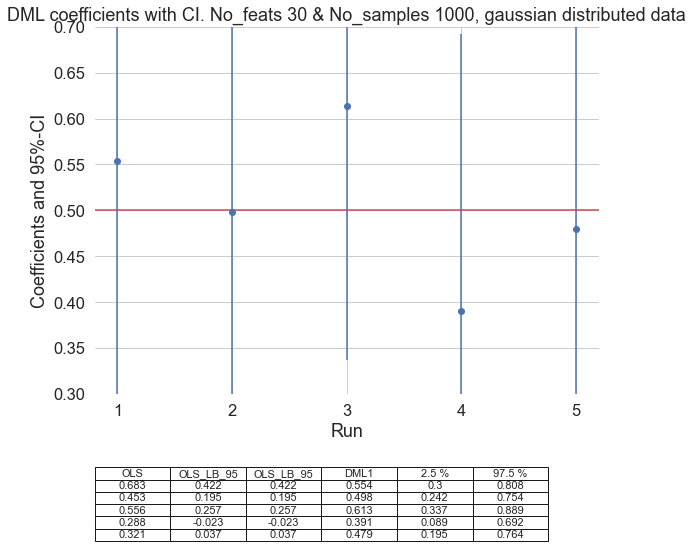 DML coefficients with CI. No_feats 30 & No_samples 1000, gaussian distributed data
0.70
0.65
0.60
0.55
0.50
0.45
0.40
0.35
0.30
Coefficients and 95%-CI
1 2 3 4 5
Run
OLS OLS_LB_95 OLS_LB_95 DML1 2.5 % 97.5 %
0.683 0.422 0.422 0.554 0.3 0.808
0.453 0.195 0.195 0.498 0.242 0.754
0.556 0.257 0.257 0.613 0.337 0.889
0.288 -0.023 -0.023 0.391 0.089 0.692
0.321 0.037 0.037 0.479 0.195 0.764